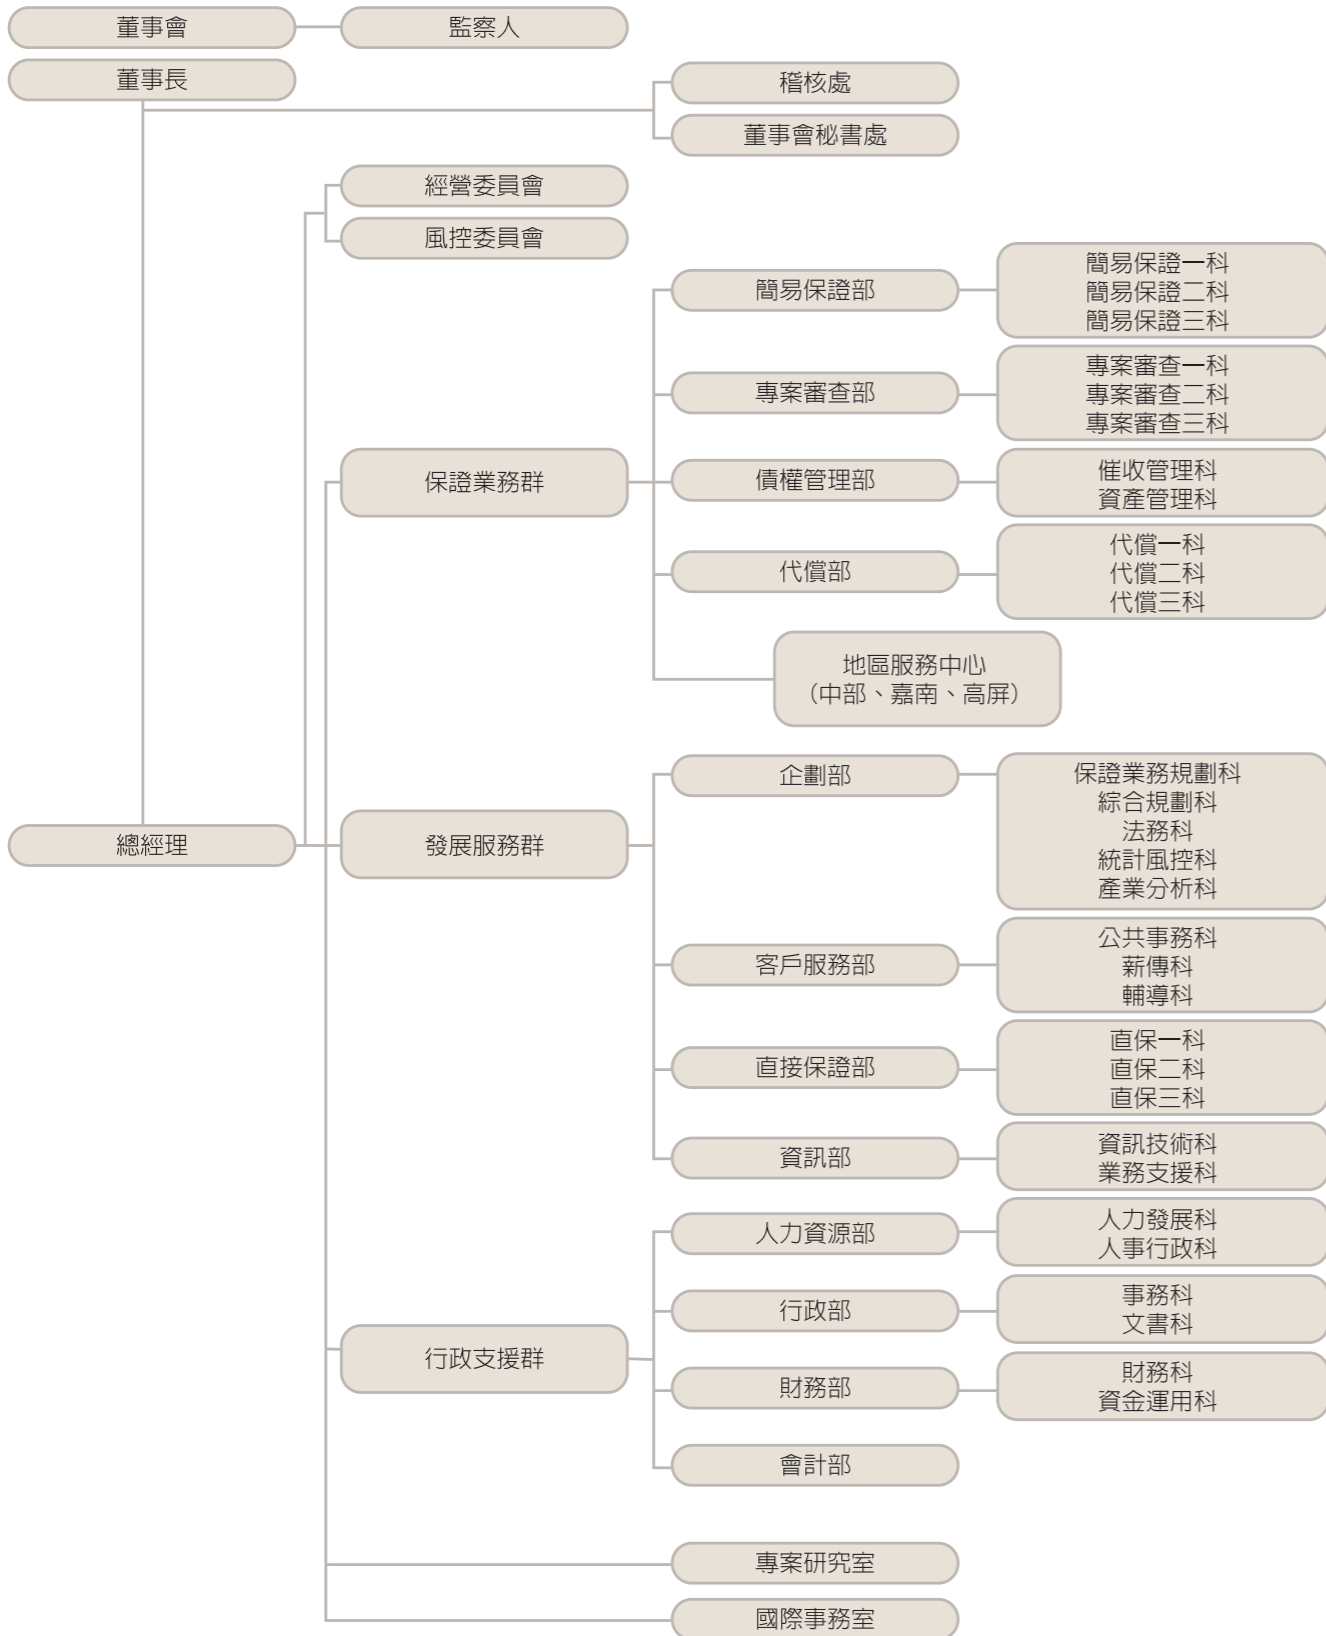 董事會
監察人
董事長
稽核處
董事會秘書處
經營委員會
風控委員會
簡易保證部
簡易保證一科
簡易保證二科
簡易保證三科
專案審查部
專案審查一科
專案審查二科
專案審查三科
保證業務群
債權管理部
催收管理科
資產管理科
代償部
代償一科
代償二科
代償三科
地區服務中心
（中部、嘉南、高屏）
企劃部
保證業務規劃科
綜合規劃科
法務科
統計風控科
產業分析科
總經理
發展服務群
客戶服務部
公共事務科
薪傳科
輔導科
直接保證部
直保一科
直保二科
直保三科
資訊部
資訊技術科
業務支援科
人力資源部
人力發展科
人事行政科
行政部
事務科
文書科
行政支援群
財務部
財務科
資金運用科
會計部
專案研究室
國際事務室